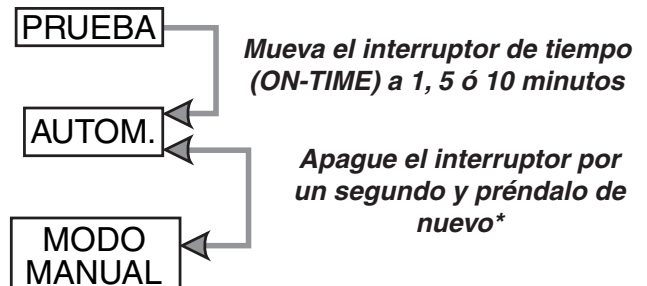 PRUEBA
Mueva el interruptor de tiempo
(ON-TIME) a 1, 5 ó 10 minutos
AUTOM.
Apague el interruptor por
un segundo y préndalo de
nuevo*
MODO
MANUAL